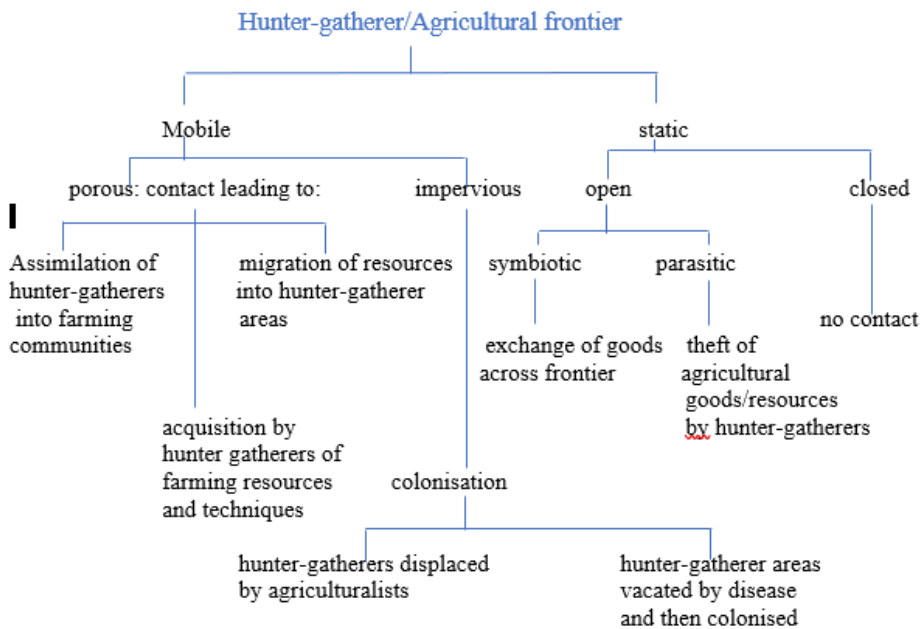 Hunter-gatherer/Agricultural frontier
Mobile
static
porous: contact leading to:
impervious
open
closed
Assimilation of
hunter-gatherers
into farming
communities
migration of resources
into hunter-gatherer
areas
symbiotic
parasitic
no contact
exchange of goods
across frontier
theft of
agricultural
goods/resources
by hunter-gatherers
acquisition by
hunter gatherers of
farming resources
and techniques
colonisation
hunter-gatherers displaced
by agriculturalists
hunter-gatherer areas
vacated by disease
and then colonised